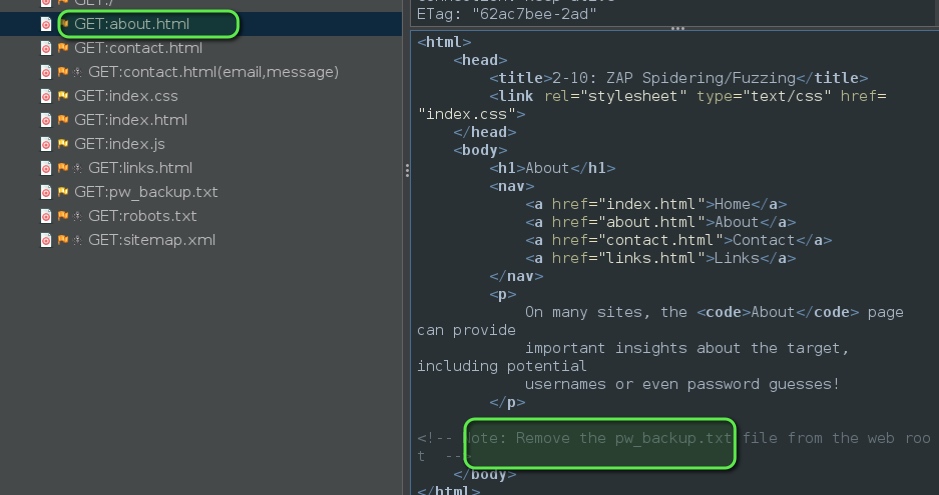 GET:/
GET:about.html
GET:contact.html
GET:contact.html(email,message)
GET:index.css
GET:index.html
GET:index.js
GET:links.html
GET:pw_backup.txt
GET:robots.txt
GET:sitemap.xml
ETag: "62ac7bee-2ad"
<html>
<head>
<title>2-10: ZAP Spidering/Fuzzing</title>
<link rel="stylesheet" type="text/css" href=
"index.css">
</head>
<body>
<h1>About</h1>
<nav>
<a href="index.html">Home</a>
<a href="about.html">About</a>
<a href="contact.html">Contact</a>
<a href="links.html">Links</a>
</nav>
<p>
On many sites, the <code>About</code> page
can provide
important insights about the target,
including potential
usernames or even password guesses!
</p>
<!-- Note: Remove the pw_backup.txt file from the web roo
t -->
</body>
</html>